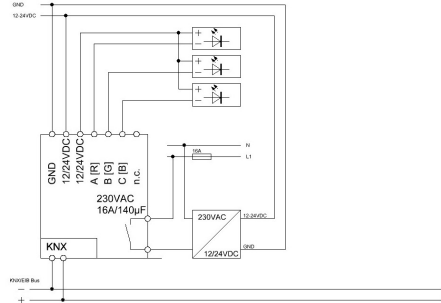 GND
12-24VDC
+
−
+
−
+
−
GND
12/24VDC
12/24VDC
A [R]
B [G]
C [B]
n.c.
N
16A
L1
230VAC
16A/140µF
230VAC
12/24VDC
12-24VDC
GND
KNX
KNX/EIB Bus
−
+